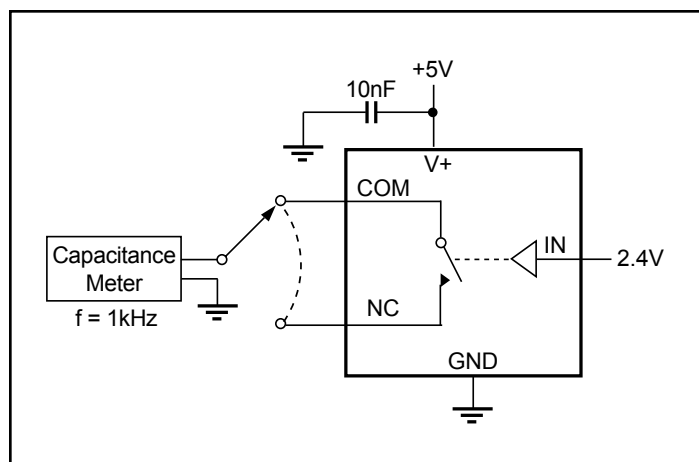 +5V
10nF
V+
COM
Capacitance
Meter
f = 1kHz
IN
2.4V
NC
GND